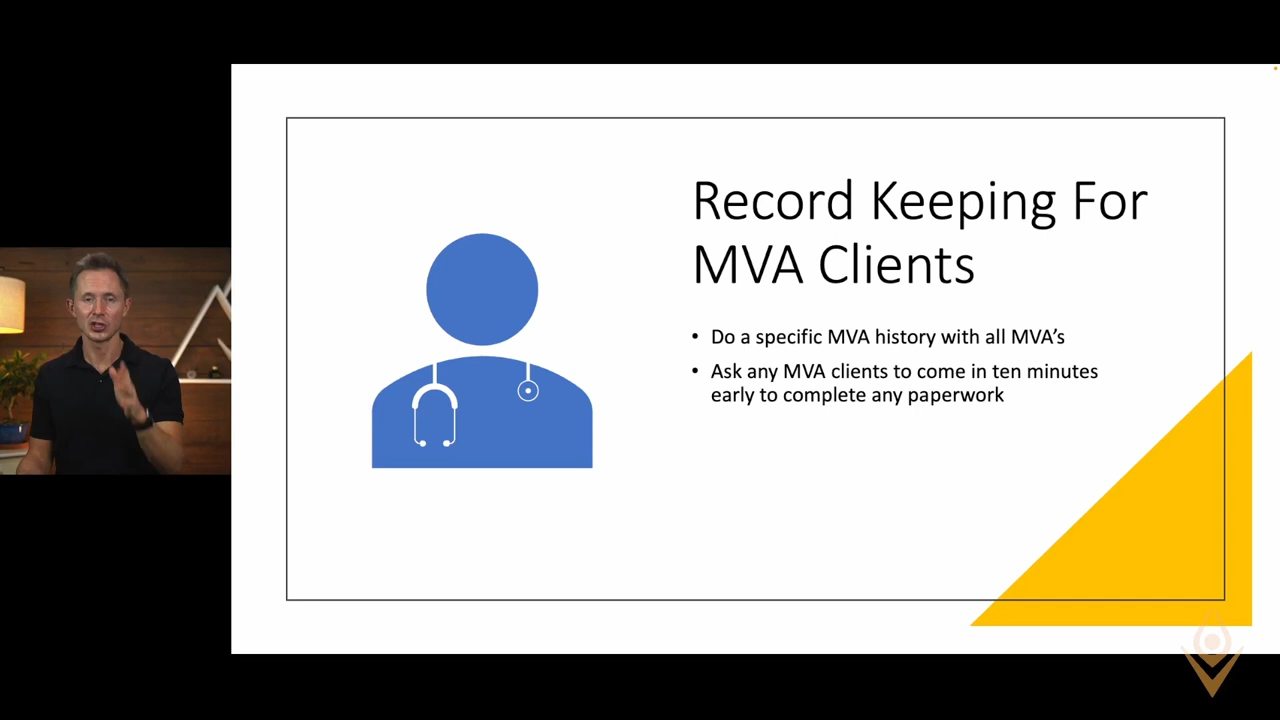 Record Keeping For
MVA Clients
• Do a specific MVA history with all MVA’s
• Ask any MVA clients to come in ten minutes
early to complete any paperwork